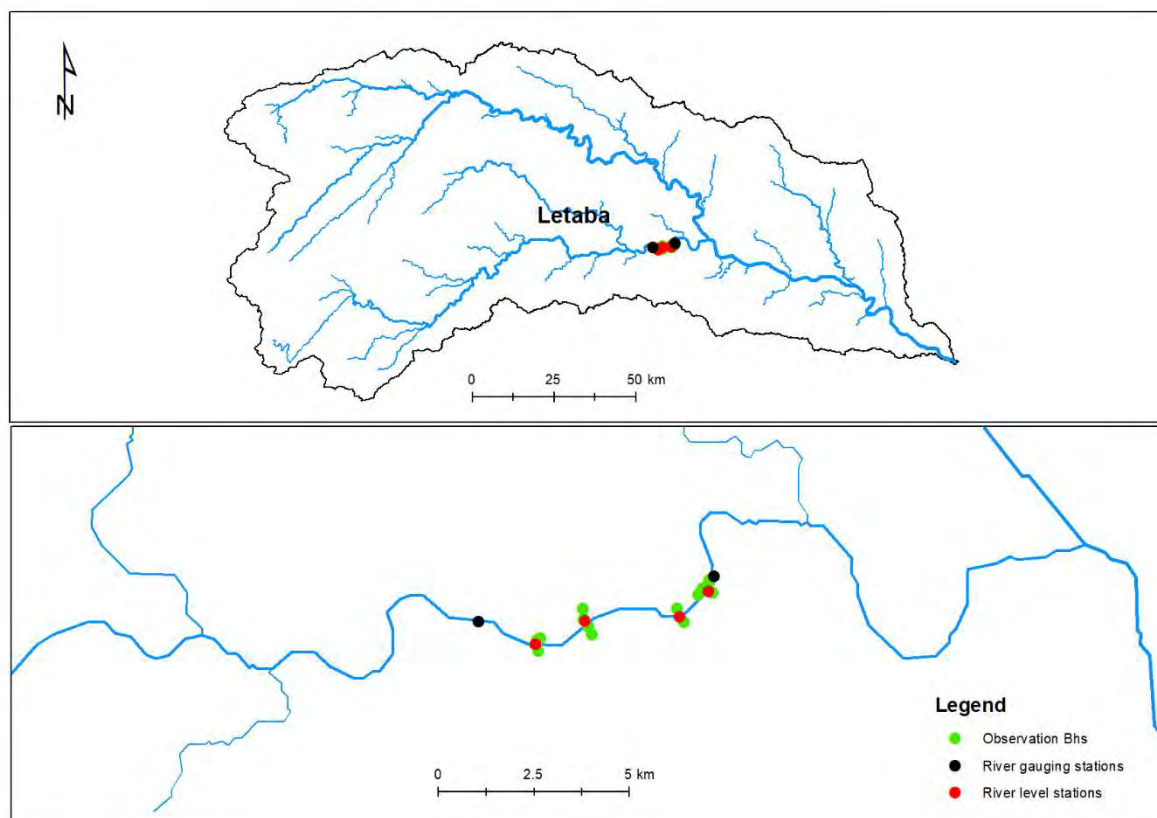 N
Letaba
0 25 50 km
Legend
Observation Bhs
River gauging stations
River level stations
0 2.5 5 km